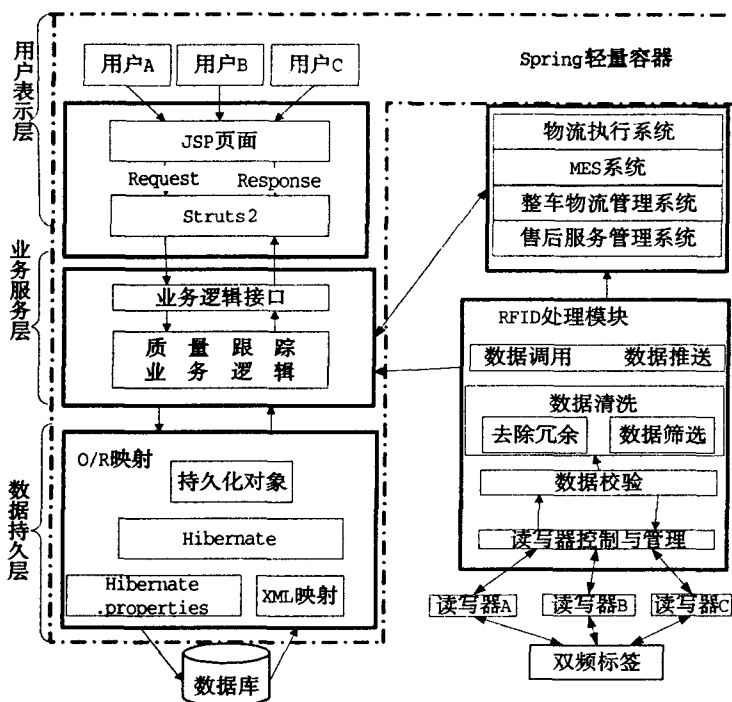 用户表示层
用户A
用户B
用户C
Spring轻量容器
JSP页面
Request
Response
Struts2
物流执行系统
MES系统
整车物流管理系统
售后服务管理系统
业务服务层
业务逻辑接口
质 量 跟 踪
业 务 逻 辑
RFID处理模块
数据调用
数据推送
数据清洗
去除冗余
数据筛选
数据校验
读写器控制与管理
数据持久层
O/R映射
持久化对象
Hibernate
Hibernate
.properties
XML映射
读写器A
读写器B
读写器C
双频标签
数据库